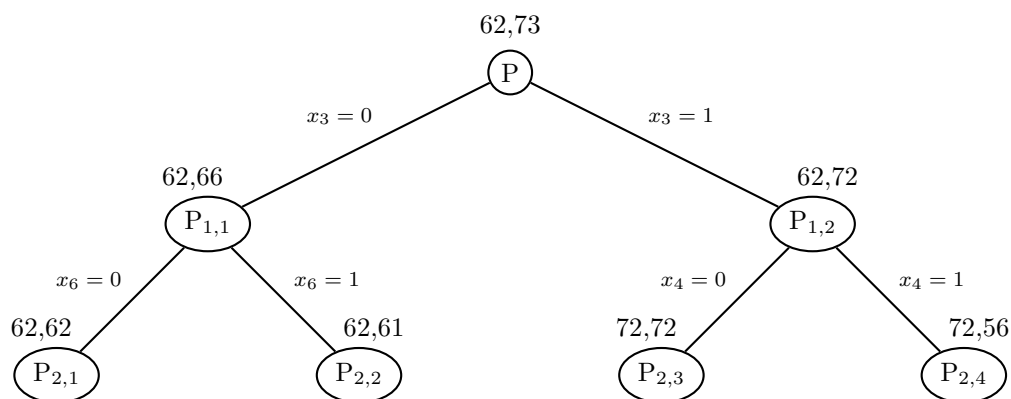 62,73
P
x₃ = 0
x₃ = 1
62,66
62,72
P₁,₁
P₁,₂
x₆ = 0
x₆ = 1
x₄ = 0
x₄ = 1
62,62
62,61
72,72
72,56
P₂,₁
P₂,₂
P₂,₃
P₂,₄